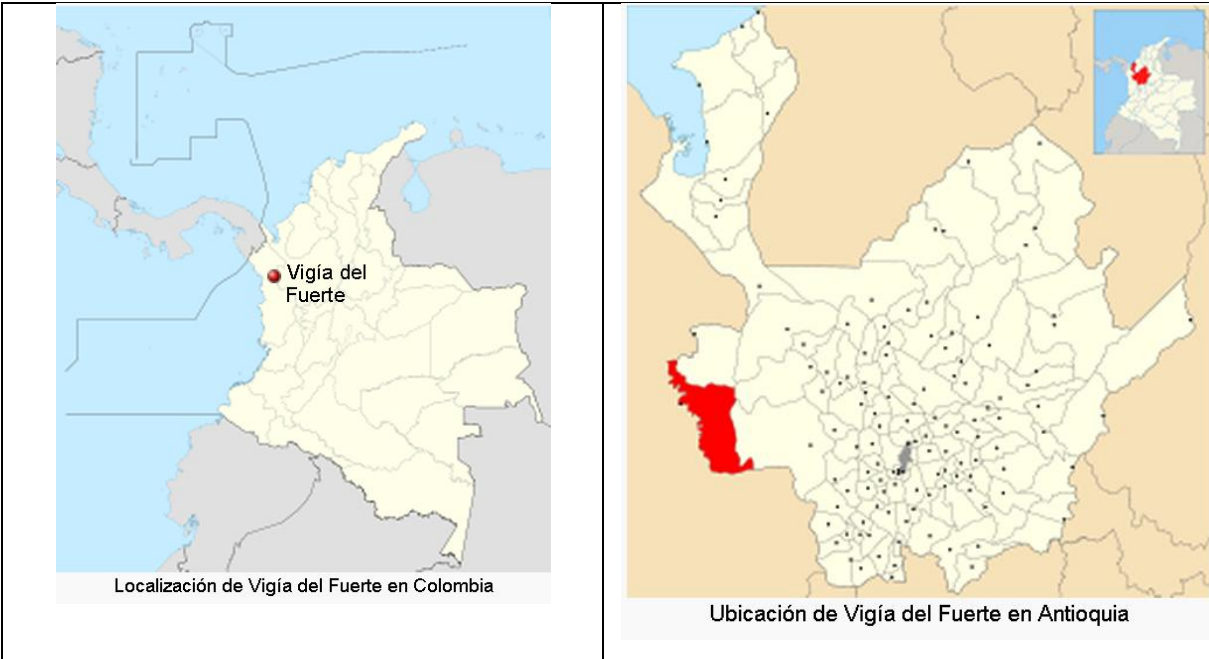 Vigía del
Fuerte
Localización de Vigía del Fuerte en Colombia
Ubicación de Vigía del Fuerte en Antioquia